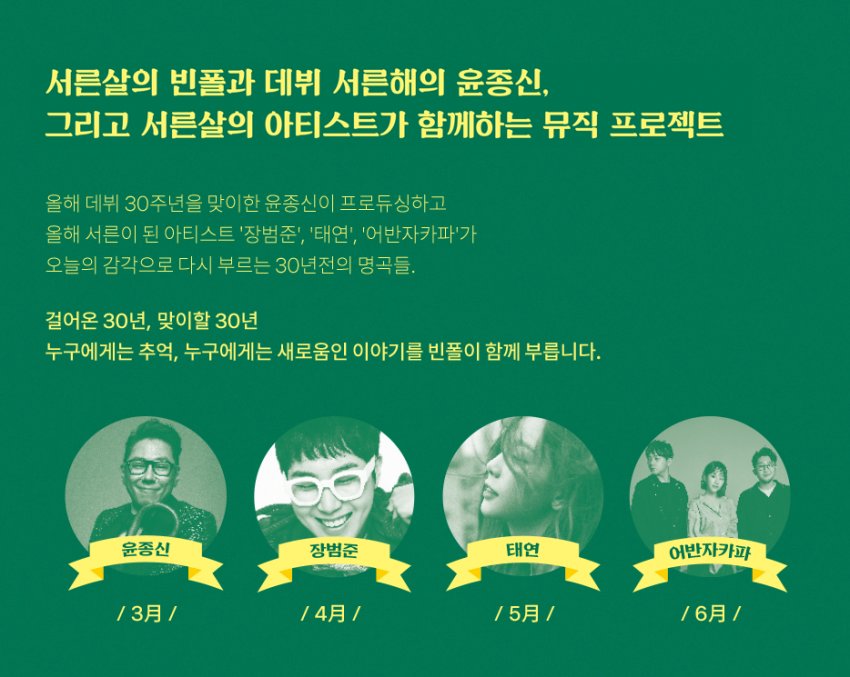 서른살의 빈폴과 데뷔 서른해의 윤종신,
그리고 서른살의 아티스트가 함께하는 뮤직 프로젝트
올해 데뷔 30주년을 맞이한 윤종신이 프로듀싱하고
올해 서른이 된 아티스트 '장범준', '태연', '어반자카파'가
오늘의 감각으로 다시 부르는 30년전의 명곡들.
걸어온 30년, 맞이할 30년
누구에게는 추억, 누구에게는 새로움인 이야기를 빈폴이 함께 부릅니다.
윤종신
장범준
태연
어반자카파
/ 3月 /
/ 4月 /
/ 5月 /
/ 6月 /